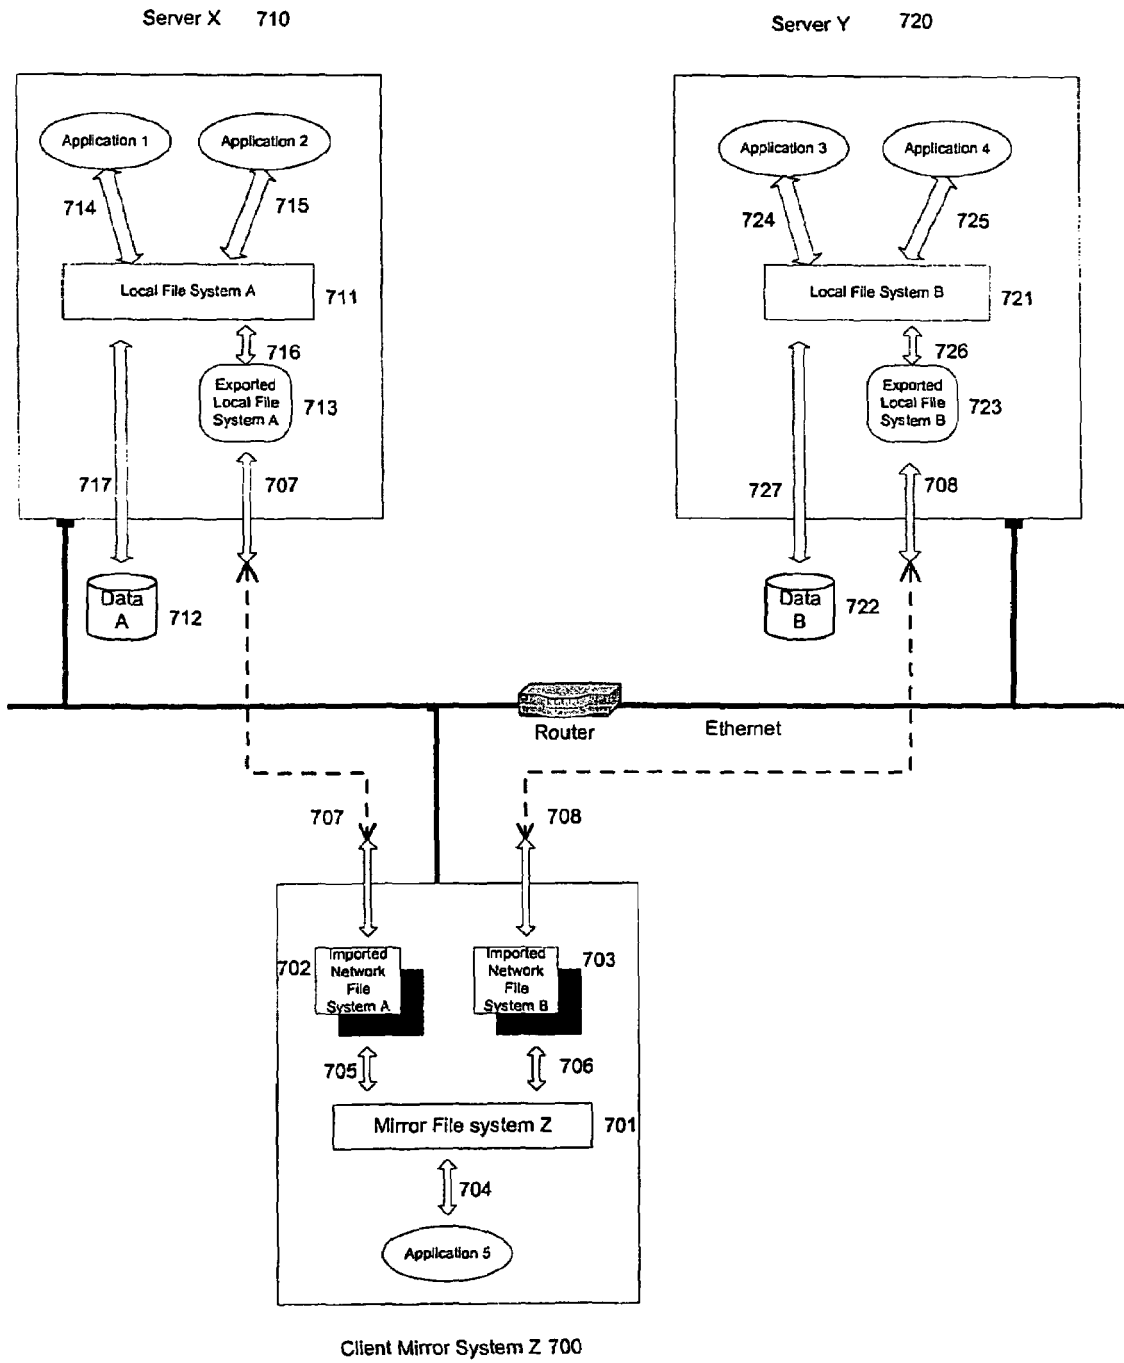 Server X 710
Server Y 720
Application 1
Application 2
714
715
Local File System A
711
716
Exported
Local File
System A
713
717
707
Data
A
712
Application 3
Application 4
724
725
Local File System B
721
726
Exported
Local File
System B
723
727
708
Data
B
722
Router
Ethernet
707
708
702
Imported
Network
File
System A
Imported
Network
File
System B
703
705
706
Mirror File system Z
701
704
Application 5
Client Mirror System Z 700